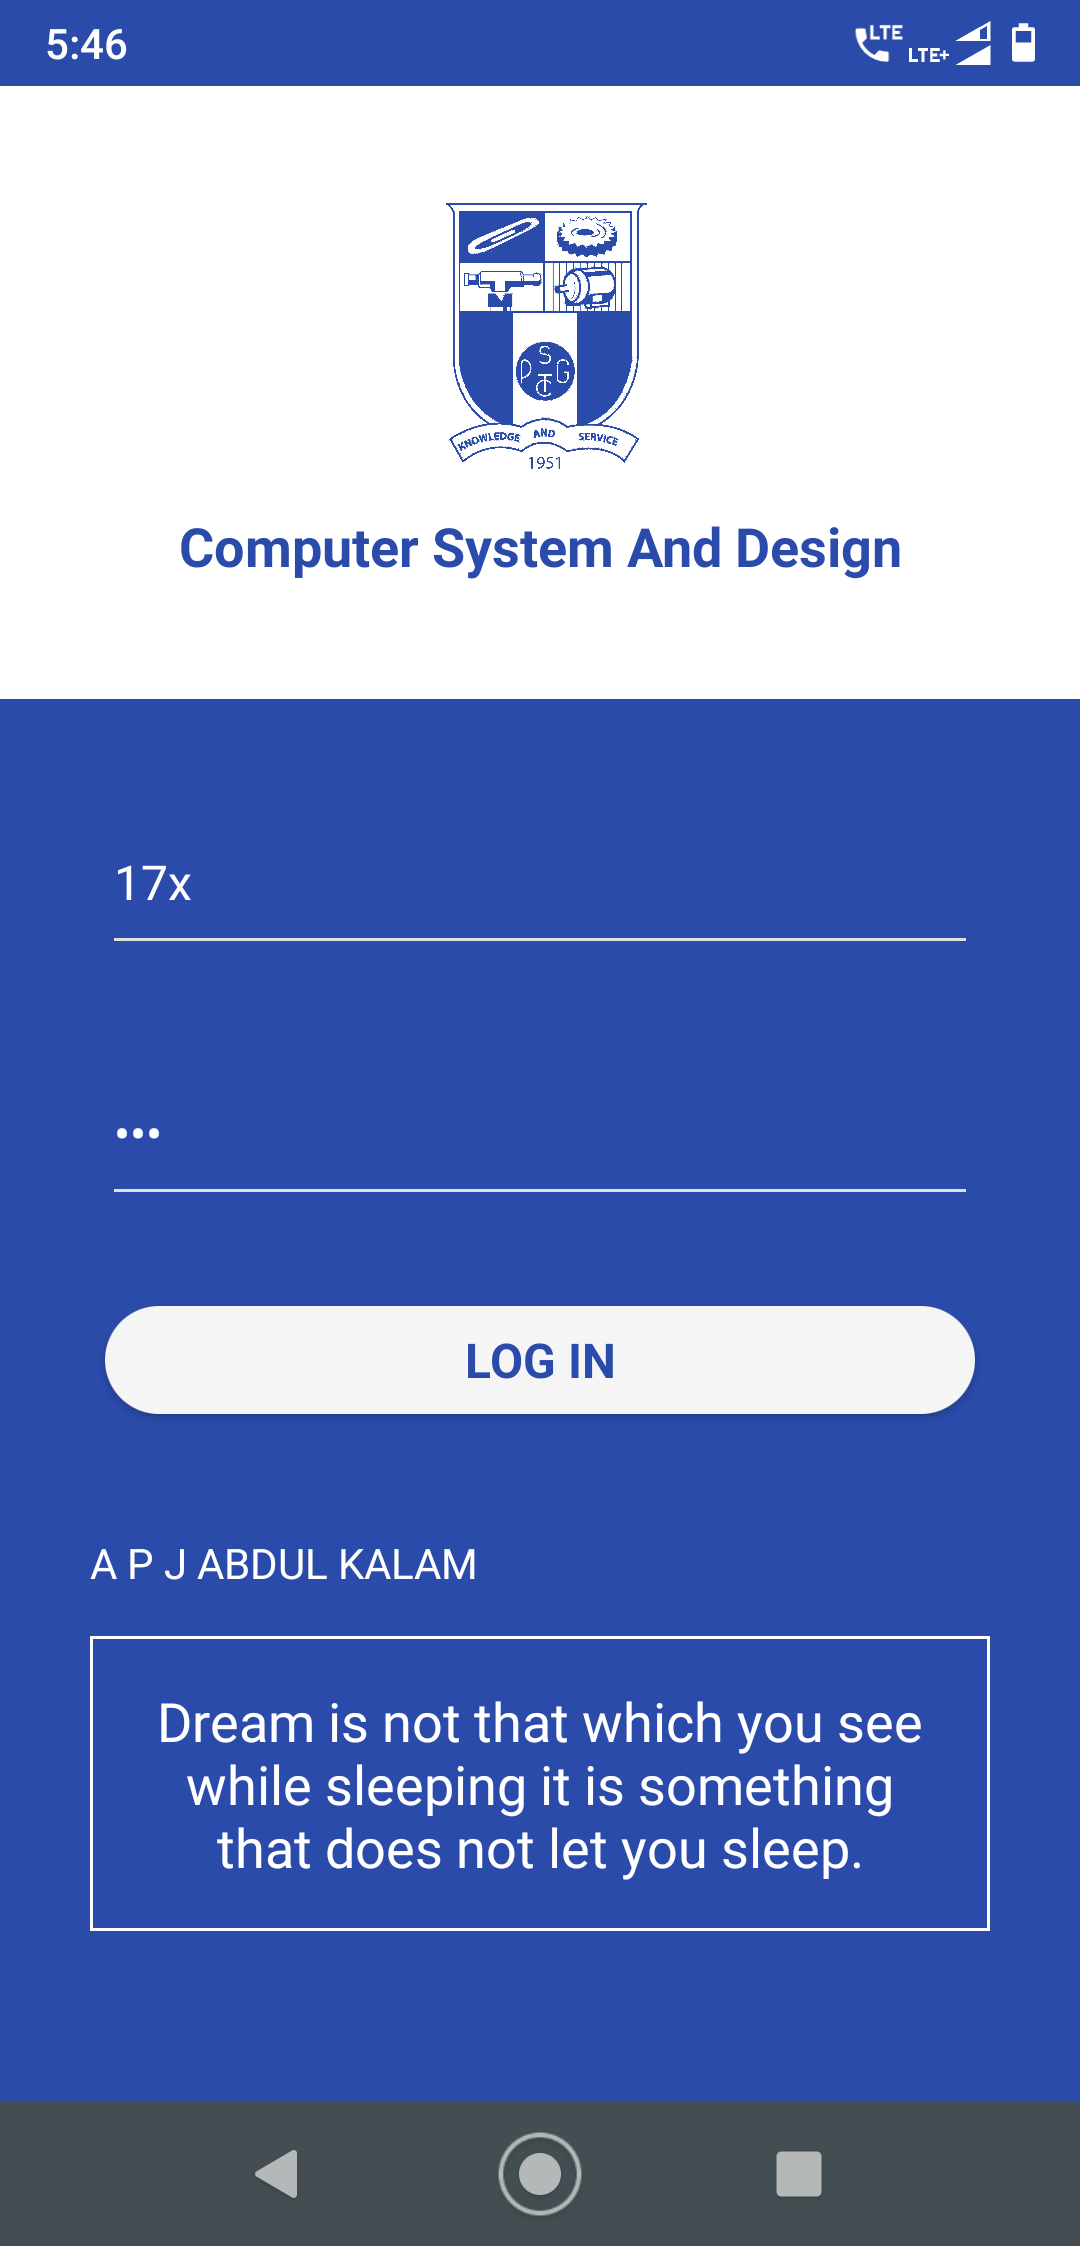 5:46
LTE
LTE+
S
P G
T
C
KNOWLEDGE AND SERVICE
1951
Computer System And Design
17x
•••
LOG IN
A P J ABDUL KALAM
Dream is not that which you see
while sleeping it is something
that does not let you sleep.